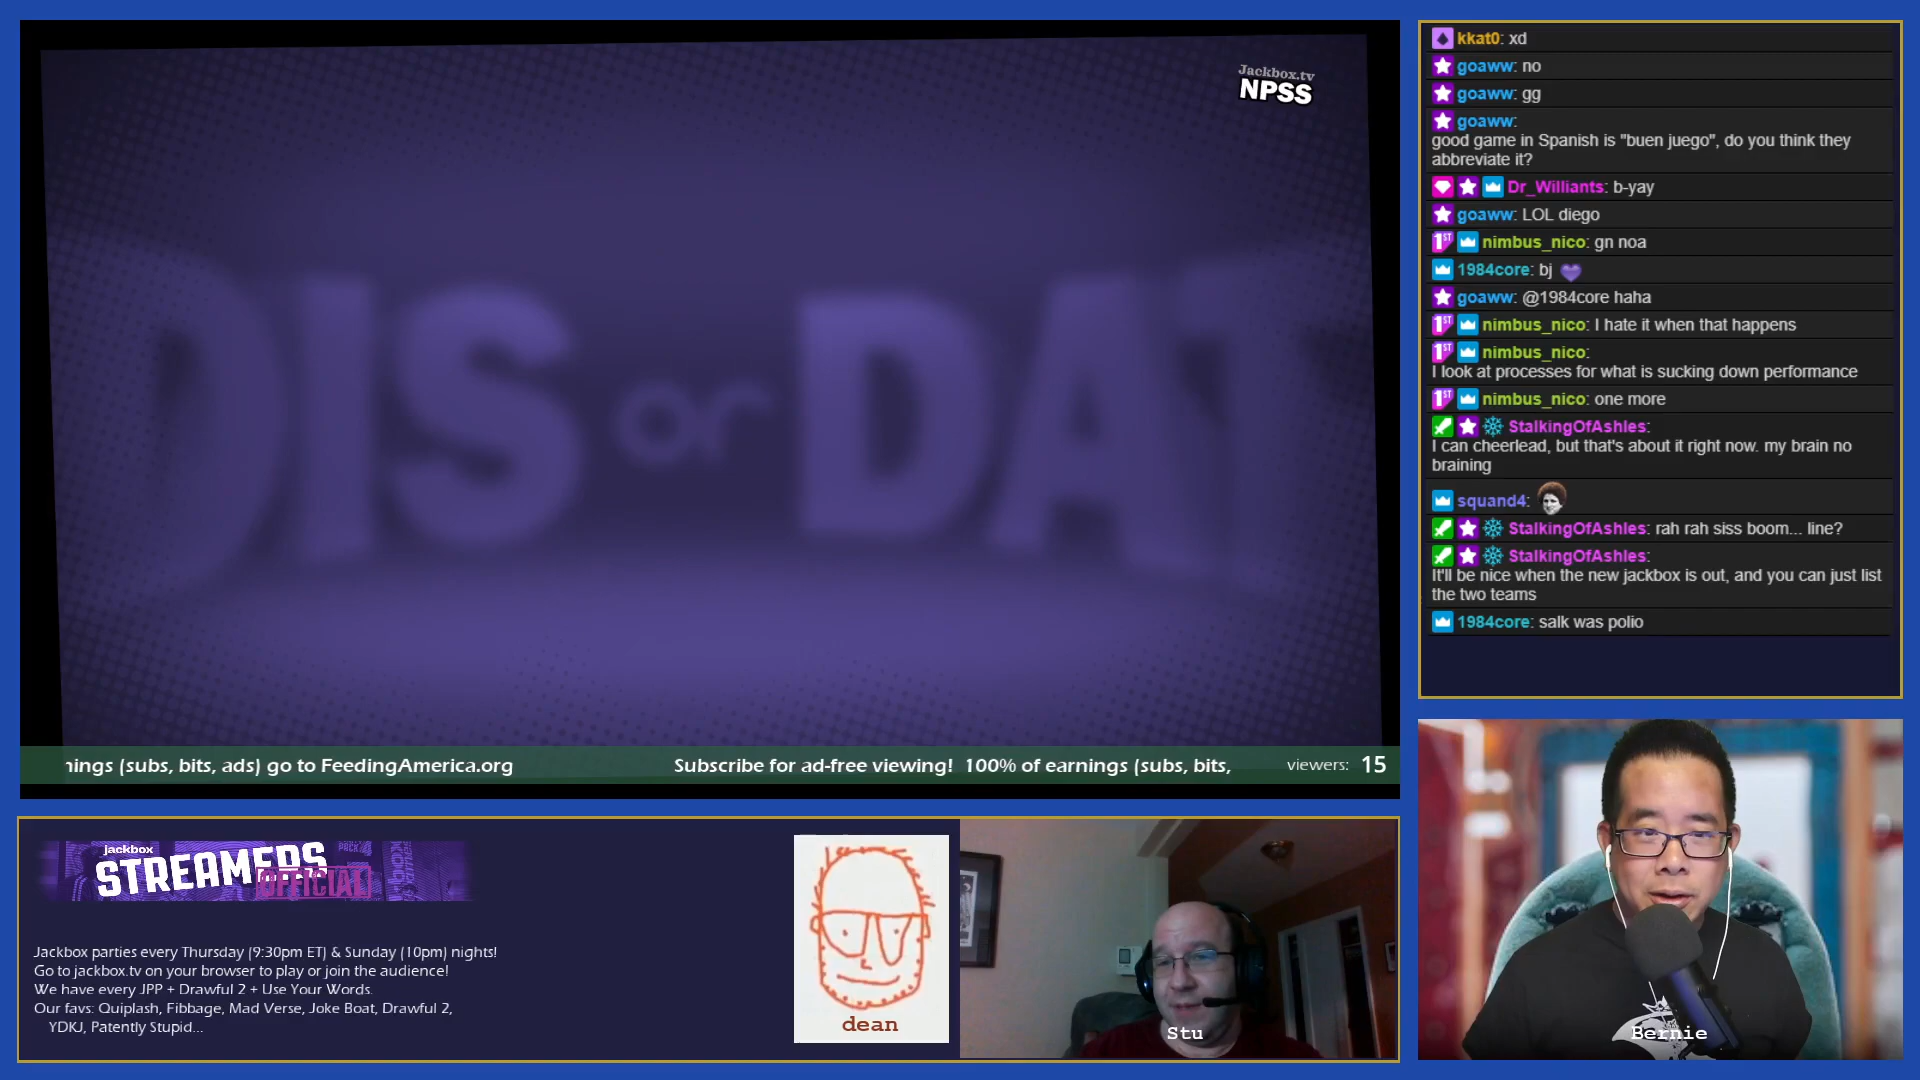 Jackbox.tv
NPSS
DIS or DAT
nings (subs, bits, ads) go to FeedingAmerica.org
Subscribe for ad-free viewing! 100% of earnings (subs, bits,
viewers: 15
kkat0: xd
goaww: no
goaww: gg
goaww:
good game in Spanish is "buen juego", do you think they
abbreviate it?
Dr_Williants: b-yay
goaww: LOL diego
1ST nimbus_nico: gn noa
1984core: bj
goaww: @1984core haha
1ST nimbus_nico: I hate it when that happens
1ST nimbus_nico:
I look at processes for what is sucking down performance
1ST nimbus_nico: one more
StalkingOfAshles:
I can cheerlead, but that's about it right now. my brain no
braining
squand4:
StalkingOfAshles: rah rah siss boom... line?
StalkingOfAshles:
It'll be nice when the new jackbox is out, and you can just list
the two teams
1984core: salk was polio
jackbox
STREAMERS
OFFICIAL
Jackbox parties every Thursday (9:30pm ET) & Sunday (10pm) nights!
Go to jackbox.tv on your browser to play or join the audience!
We have every JPP + Drawful 2 + Use Your Words.
Our favs: Quiplash, Fibbage, Mad Verse, Joke Boat, Drawful 2,
YDKJ, Patently Stupid...
dean
Stu
Bernie